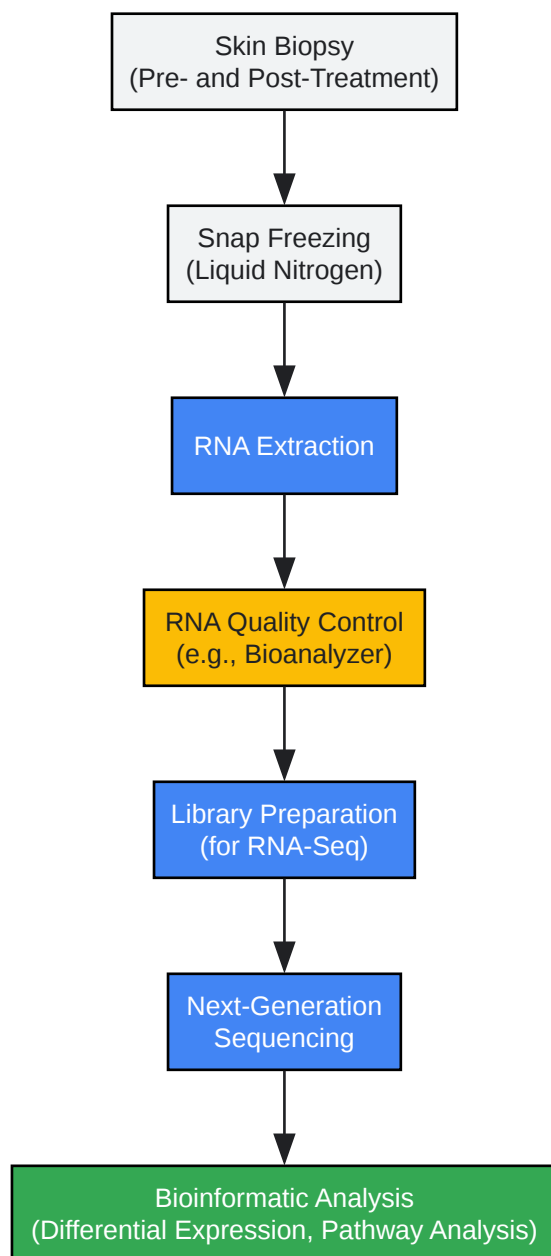 Skin Biopsy
(Pre- and Post-Treatment)
Snap Freezing
(Liquid Nitrogen)
RNA Extraction
RNA Quality Control
(e.g., Bioanalyzer)
Library Preparation
(for RNA-Seq)
Next-Generation
Sequencing
Bioinformatic Analysis
(Differential Expression, Pathway Analysis)